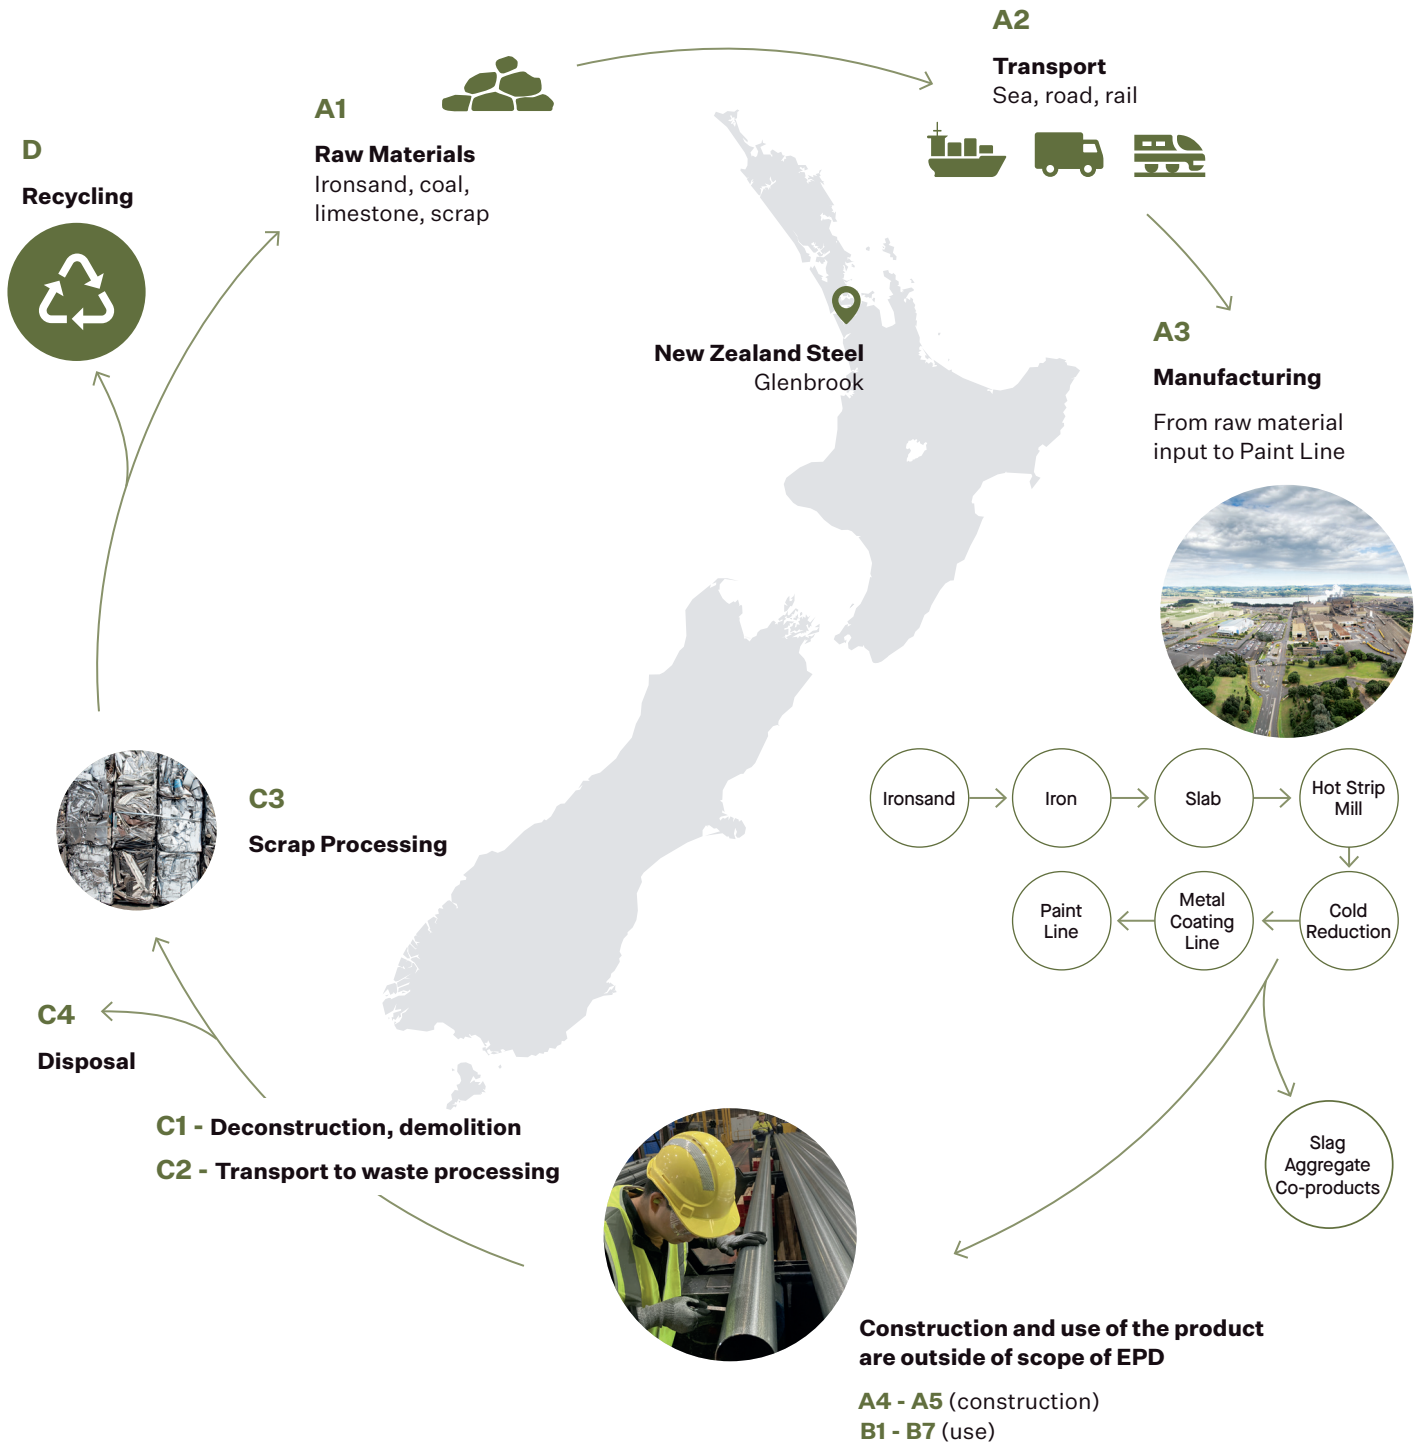 A2
Transport
Sea, road, rail
A1
Raw Materials
Ironsand, coal,
limestone, scrap
D
Recycling
New Zealand Steel
Glenbrook
A3
Manufacturing
From raw material
input to Paint Line
Ironsand
Iron
Slab
Hot Strip
Mill
Cold
Reduction
Metal
Coating
Line
Paint
Line
Slag
Aggregate
Co-products
Construction and use of the product
are outside of scope of EPD
A4 - A5 (construction)
B1 - B7 (use)
C1 - Deconstruction, demolition
C2 - Transport to waste processing
C4
Disposal
C3
Scrap Processing